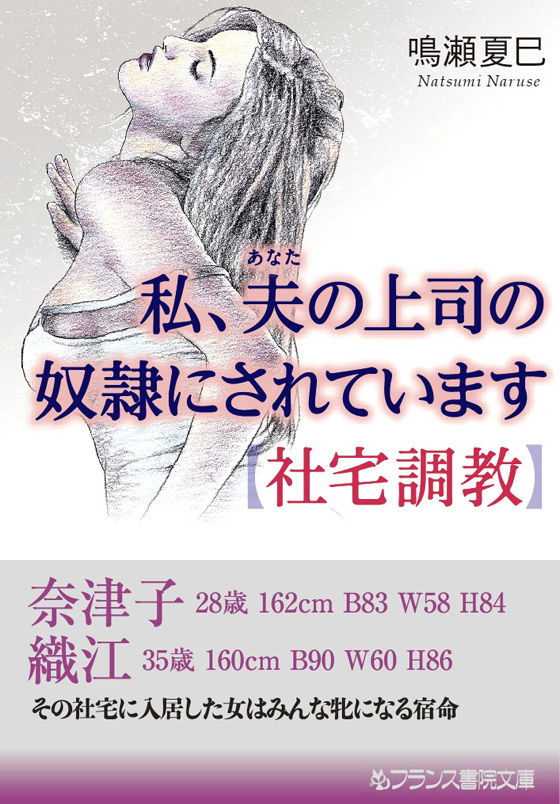 鳴瀬夏巳
Natsumi Naruse
あなた
私、夫の上司の
奴隷にされています
【社宅調教】
奈津子 28歳 162cm B83 W58 H84
織江 35歳 160cm B90 W60 H86
その社宅に入居した女はみんな牝になる宿命
フランス書院文庫